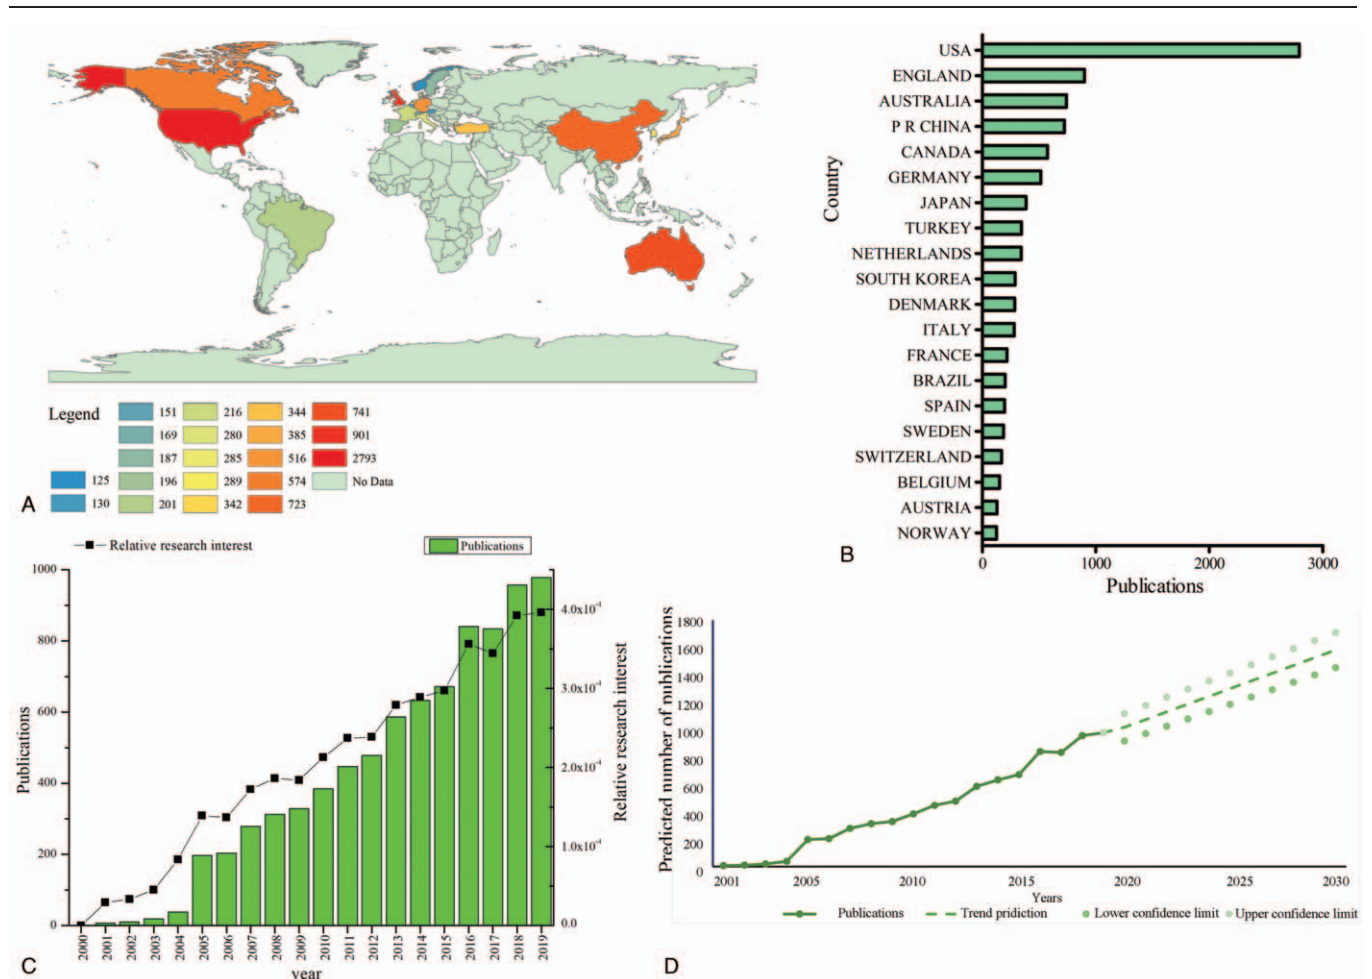 Legend
151 216 344 741
169 280 385 901
187 285 516 2793
125 196 289 574 No Data
130 201 342 723
A
Country
USA
ENGLAND
AUSTRALIA
P R CHINA
CANADA
GERMANY
JAPAN
TURKEY
NETHERLANDS
SOUTH KOREA
DENMARK
ITALY
FRANCE
BRAZIL
SPAIN
SWEDEN
SWITZERLAND
BELGIUM
AUSTRIA
NORWAY
0 1000 2000 3000
Publications
B
Relative research interest
Publications
Publications
1000
800
600
400
200
0
4.0x10⁻⁴
3.0x10⁻⁴
2.0x10⁻⁴
1.0x10⁻⁴
0.0
Relative research interest
2000 2001 2002 2003 2004 2005 2006 2007 2008 2009 2010 2011 2012 2013 2014 2015 2016 2017 2018 2019
year
C
Predicted number of nublications
1800
1600
1400
1200
1000
800
600
400
200
0
2001 2005 2010 2015 2020 2025 2030
Years
Publications Trend pridiction Lower confidence limit Upper confidence limit
D